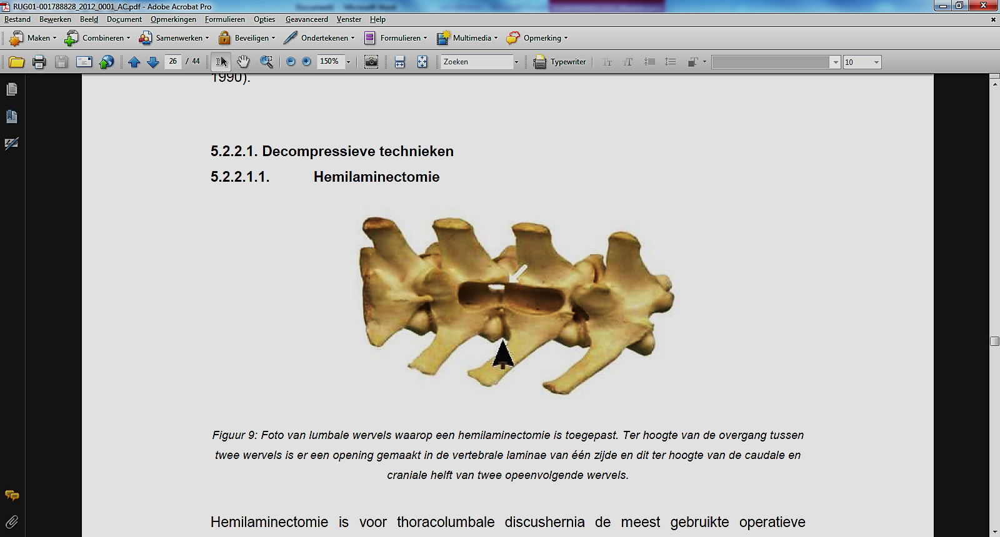 RUG01-001788828_2012_0001_AC.pdf - Adobe Acrobat Pro
Bestand Bewerken Beeld Document Opmerkingen Formulieren Opties Geavanceerd Venster Help
Maken Combineren Samenwerken Beveiligen Ondertekenen Formulieren Multimedia Opmerking
26 / 44 150% Zoeken Typewriter 10
1990).
5.2.2.1. Decompressieve technieken
5.2.2.1.1. Hemilaminectomie
Figuur 9: Foto van lumbale wervels waarop een hemilaminectomie is toegepast. Ter hoogte van de overgang tussen
twee wervels is er een opening gemaakt in de vertebrale laminae van één zijde en dit ter hoogte van de caudale en
craniale helft van twee opeenvolgende wervels.
Hemilaminectomie is voor thoracolumbale discushernia de meest gebruikte operatieve